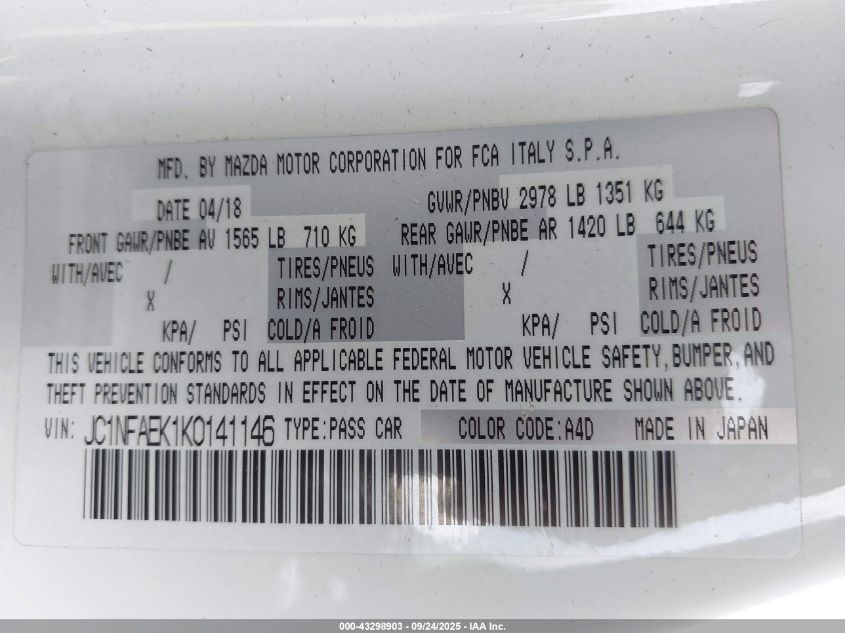 MFD. BY MAZDA MOTOR CORPORATION FOR FCA ITALY S.P.A.
DATE 04/18 GVWR/PNBV 2978 LB 1351 KG
FRONT GAWR/PNBE AV 1565 LB 710 KG REAR GAWR/PNBE AR 1420 LB 644 KG
WITH/AVEC / TIRES/PNEUS WITH/AVEC / TIRES/PNEUS
X RIMS/JANTES X RIMS/JANTES
KPA/ PSI COLD/A FROID KPA/ PSI COLD/A FROID
THIS VEHICLE CONFORMS TO ALL APPLICABLE FEDERAL MOTOR VEHICLE SAFETY, BUMPER, AND
THEFT PREVENTION STANDARDS IN EFFECT ON THE DATE OF MANUFACTURE SHOWN ABOVE.
VIN: JC1NFAEK1K0141146 TYPE: PASS CAR COLOR CODE: A4D MADE IN JAPAN
000-43298903 - 09/24/2025 - IAA Inc.